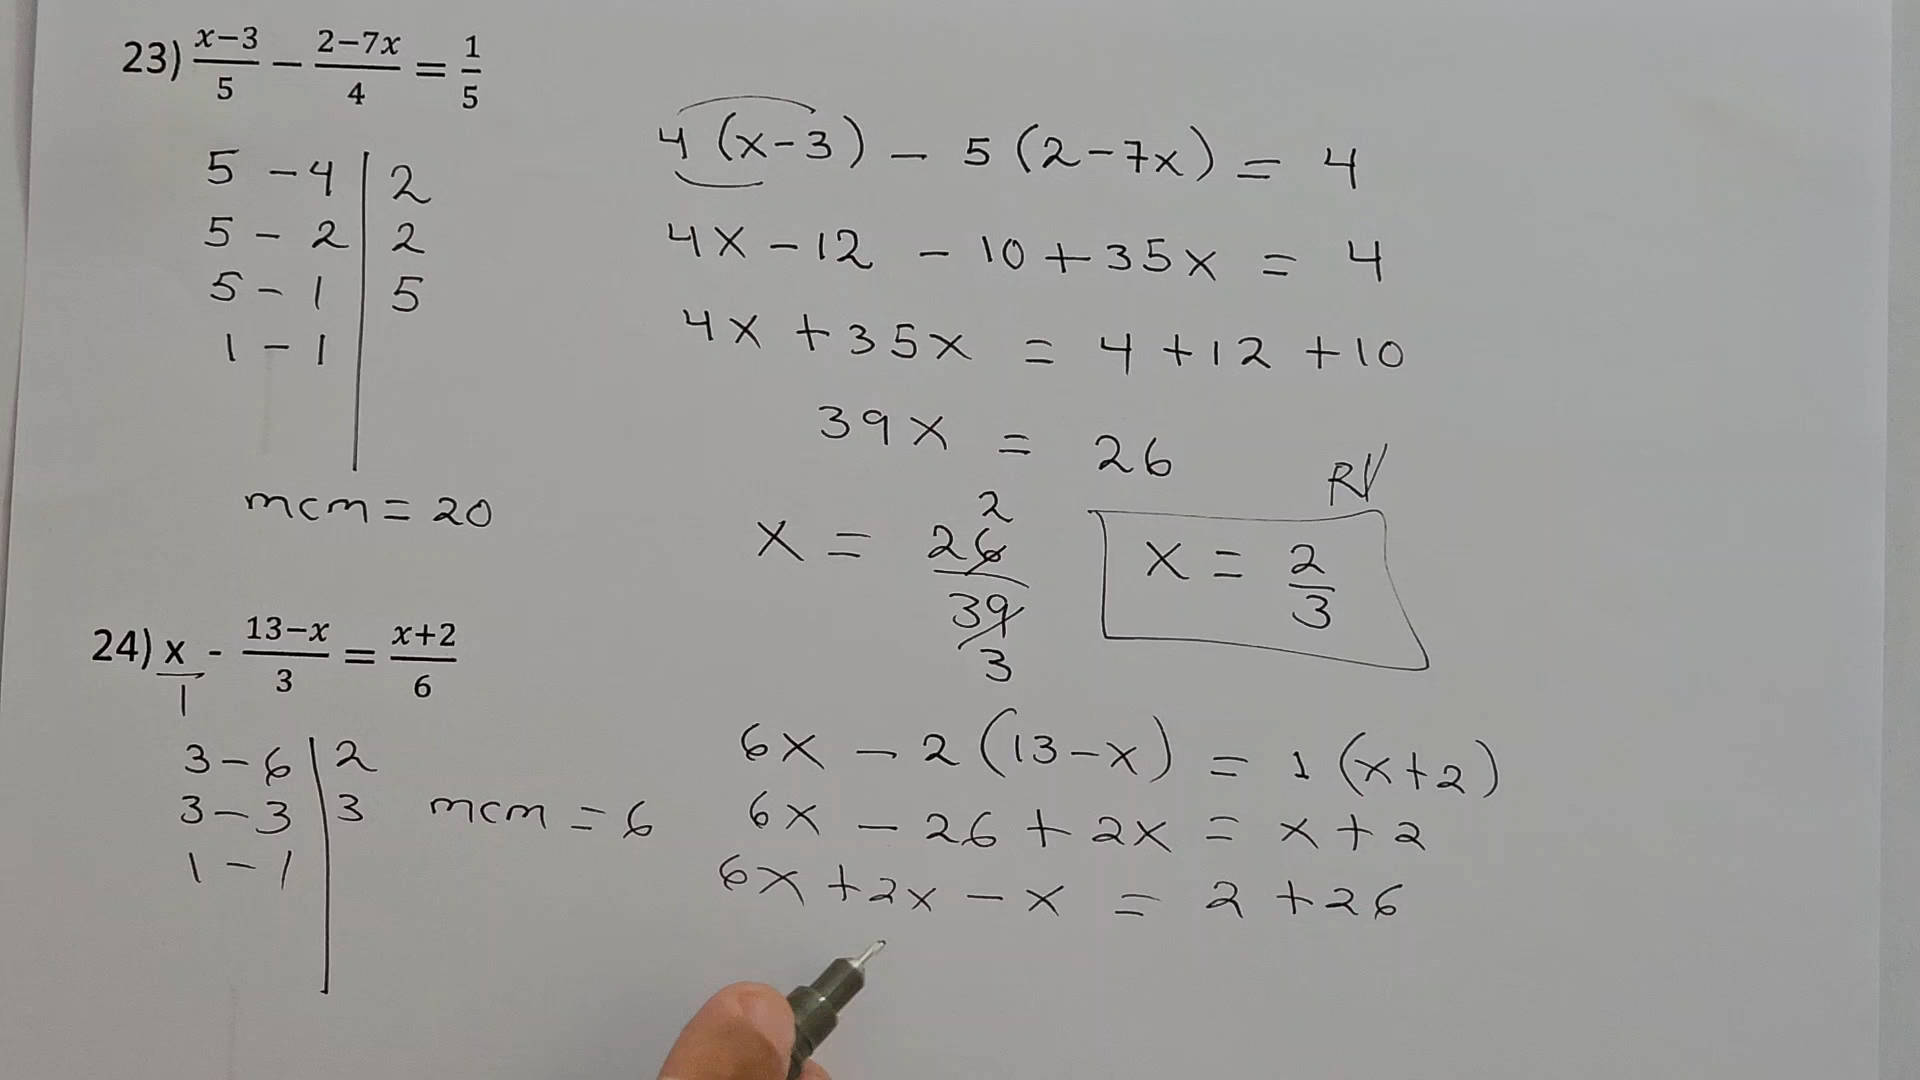 23) x−3/5 − 2−7x/4 = 1/5
5 - 4 | 2
5 - 2 | 2
5 - 1 | 5
1 - 1
mcm = 20
4 (x-3) - 5 (2-7x) = 4
4x - 12 - 10 + 35x = 4
4x + 35x = 4 + 12 + 10
39x = 26
x = 26/39
2
3
R//
x = 2/3
24) x/1 - 13−x/3 = x+2/6
3 - 6 | 2
3 - 3 | 3
1 - 1
mcm = 6
6x - 2 (13-x) = 1 (x+2)
6x - 26 + 2x = x + 2
6x + 2x - x = 2 + 26